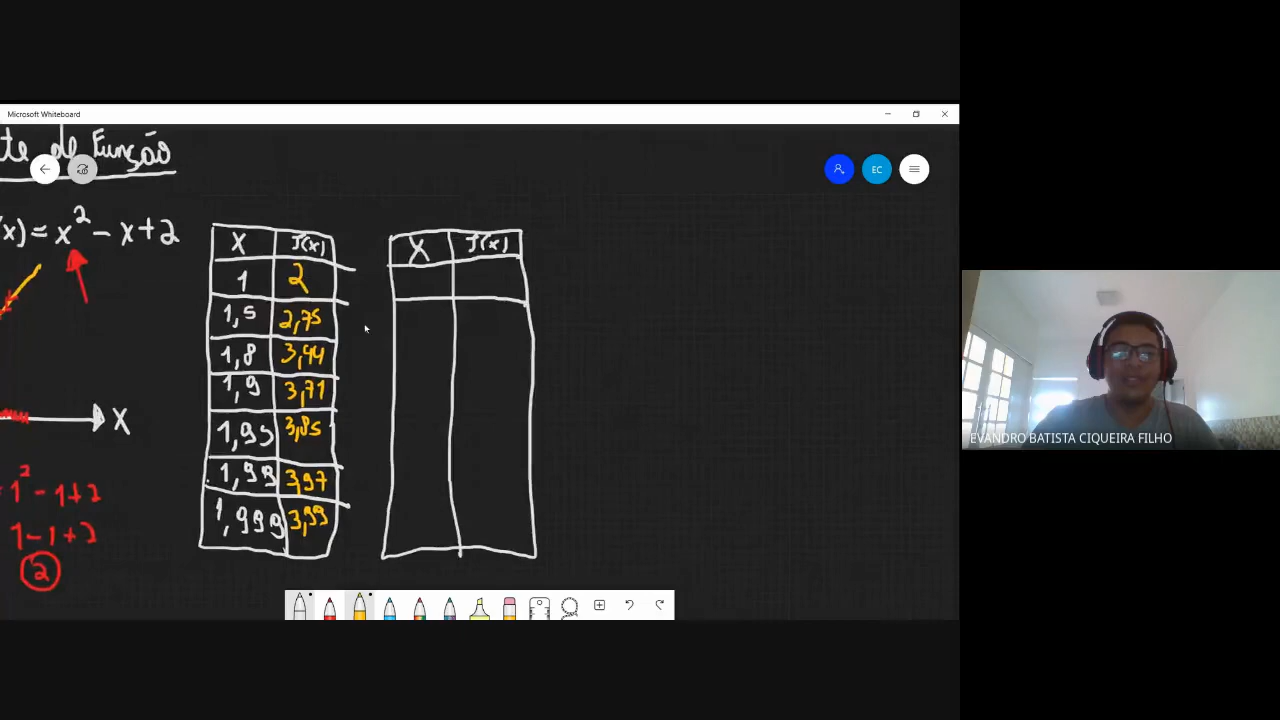 Microsoft Whiteboard
te de Função
EC
(x) = x² - x + 2
X f(x)
1 2
1,5 2,75
1,8 3,44
1,9 3,71
1,95 3,85
1,99 3,97
1,999 3,99
X f(x)
X
1² - 1 + 2
1 - 1 + 2
2
EVANDRO BATISTA CIQUEIRA FILHO